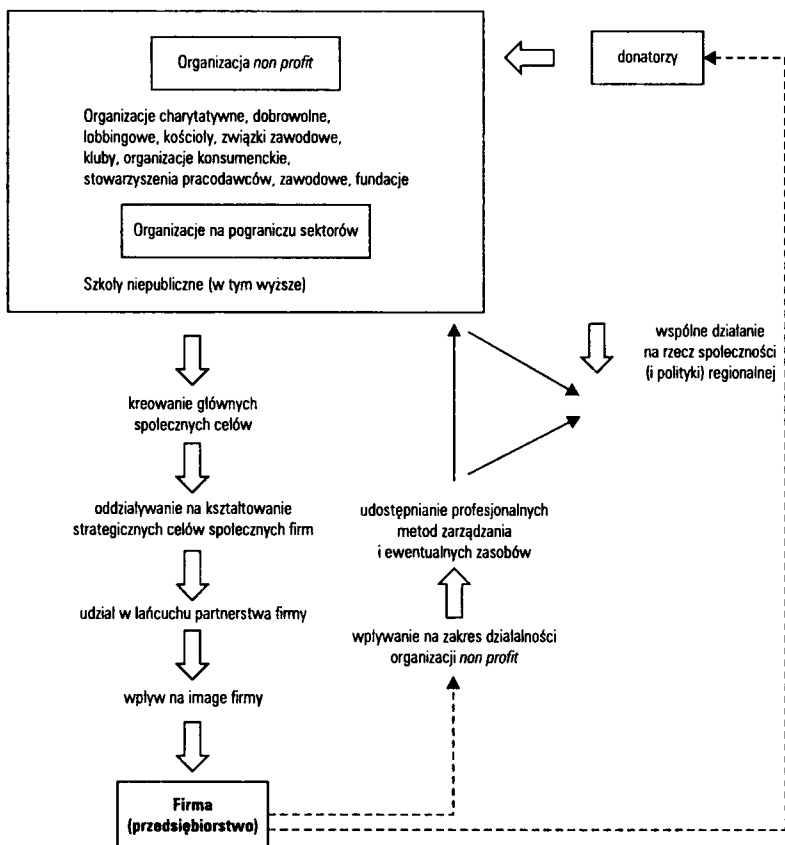 Organizacja non profit
donatorzy
Organizacje charytatywne, dobrowolne,
lobbingowe, kościoły, związki zawodowe,
kluby, organizacje konsumenckie,
stowarzyszenia pracodawców, zawodowe, fundacje
Organizacje na pograniczu sektorów
Szkoły niepubliczne (w tym wyższe)
wspólne działanie
na rzecz społeczności
(i polityki) regionalnej
kreowanie głównych
społecznych celów
oddziaływanie na kształtowanie
strategicznych celów społecznych firm
udostępnianie profesjonalnych
metod zarządzania
i ewentualnych zasobów
udział w łańcuchu partnerstwa firmy
wpływanie na zakres działalności
organizacji non profit
wpływ na image firmy
Firma
(przedsiębiorstwo)